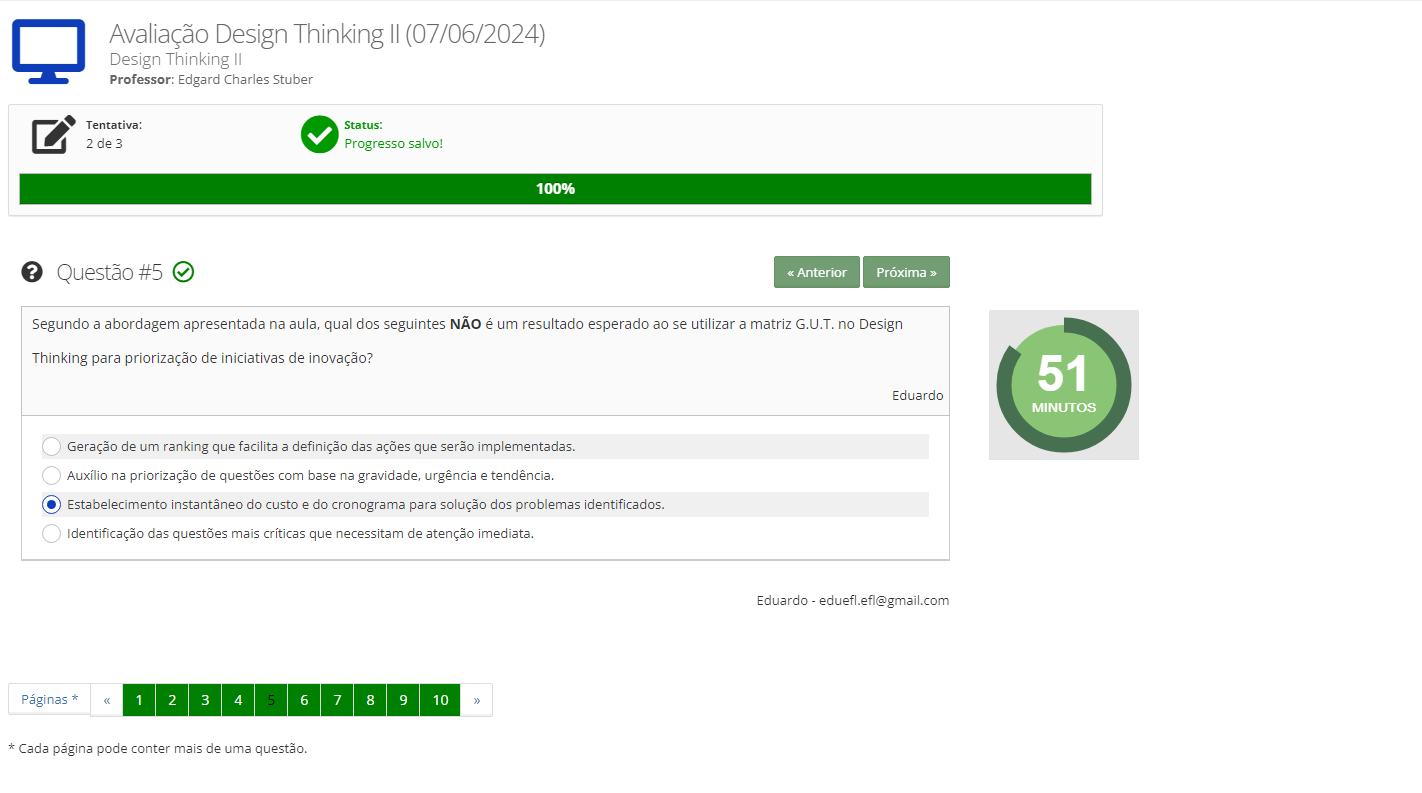 Avaliação Design Thinking II (07/06/2024)
Design Thinking II
Professor: Edgard Charles Stuber
Tentativa:
2 de 3
Status:
Progresso salvo!
100%
Questão #5
« Anterior
Próxima »
Segundo a abordagem apresentada na aula, qual dos seguintes NÃO é um resultado esperado ao se utilizar a matriz G.U.T. no Design
Thinking para priorização de iniciativas de inovação?
Eduardo
51
MINUTOS
Geração de um ranking que facilita a definição das ações que serão implementadas.
Auxílio na priorização de questões com base na gravidade, urgência e tendência.
Estabelecimento instantâneo do custo e do cronograma para solução dos problemas identificados.
Identificação das questões mais críticas que necessitam de atenção imediata.
Eduardo - eduefl.efl@gmail.com
Páginas * « 1 2 3 4 5 6 7 8 9 10 »
* Cada página pode conter mais de uma questão.